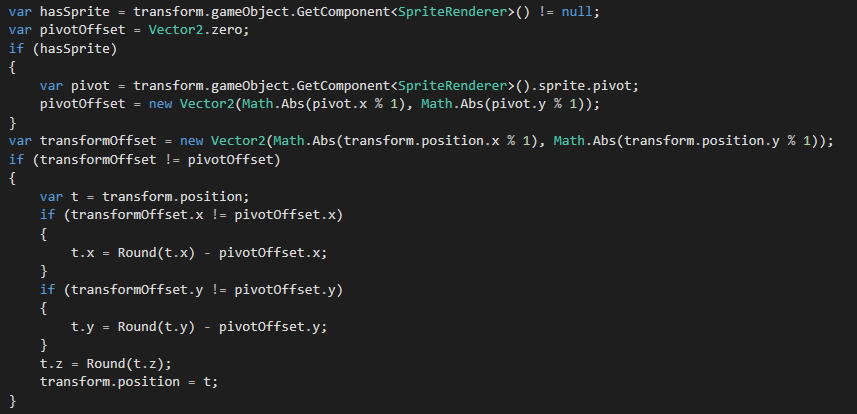 var hasSprite = transform.gameObject.GetComponent<SpriteRenderer>() != null;
var pivotOffset = Vector2.zero;
if (hasSprite)
{
    var pivot = transform.gameObject.GetComponent<SpriteRenderer>().sprite.pivot;
    pivotOffset = new Vector2(Math.Abs(pivot.x % 1), Math.Abs(pivot.y % 1));
}
var transformOffset = new Vector2(Math.Abs(transform.position.x % 1), Math.Abs(transform.position.y % 1));
if (transformOffset != pivotOffset)
{
    var t = transform.position;
    if (transformOffset.x != pivotOffset.x)
    {
        t.x = Round(t.x) - pivotOffset.x;
    }
    if (transformOffset.y != pivotOffset.y)
    {
        t.y = Round(t.y) - pivotOffset.y;
    }
    t.z = Round(t.z);
    transform.position = t;
}